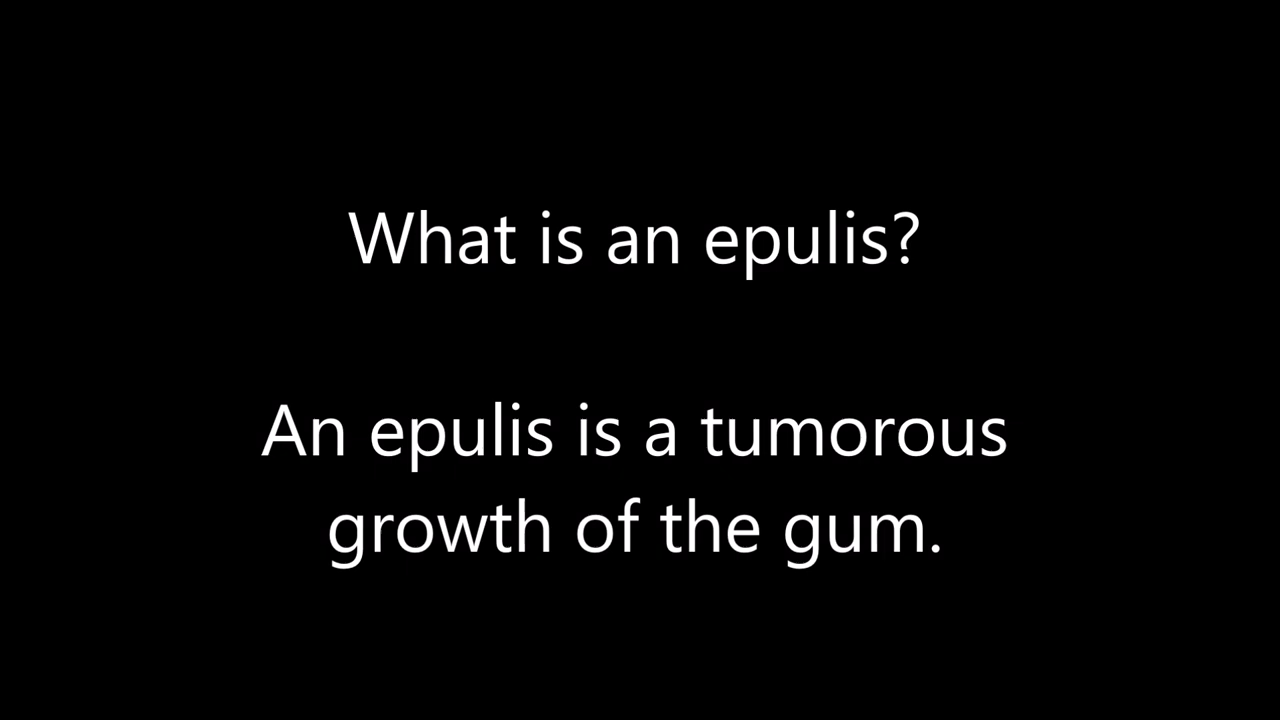 What is an epulis?
An epulis is a tumorous
growth of the gum.